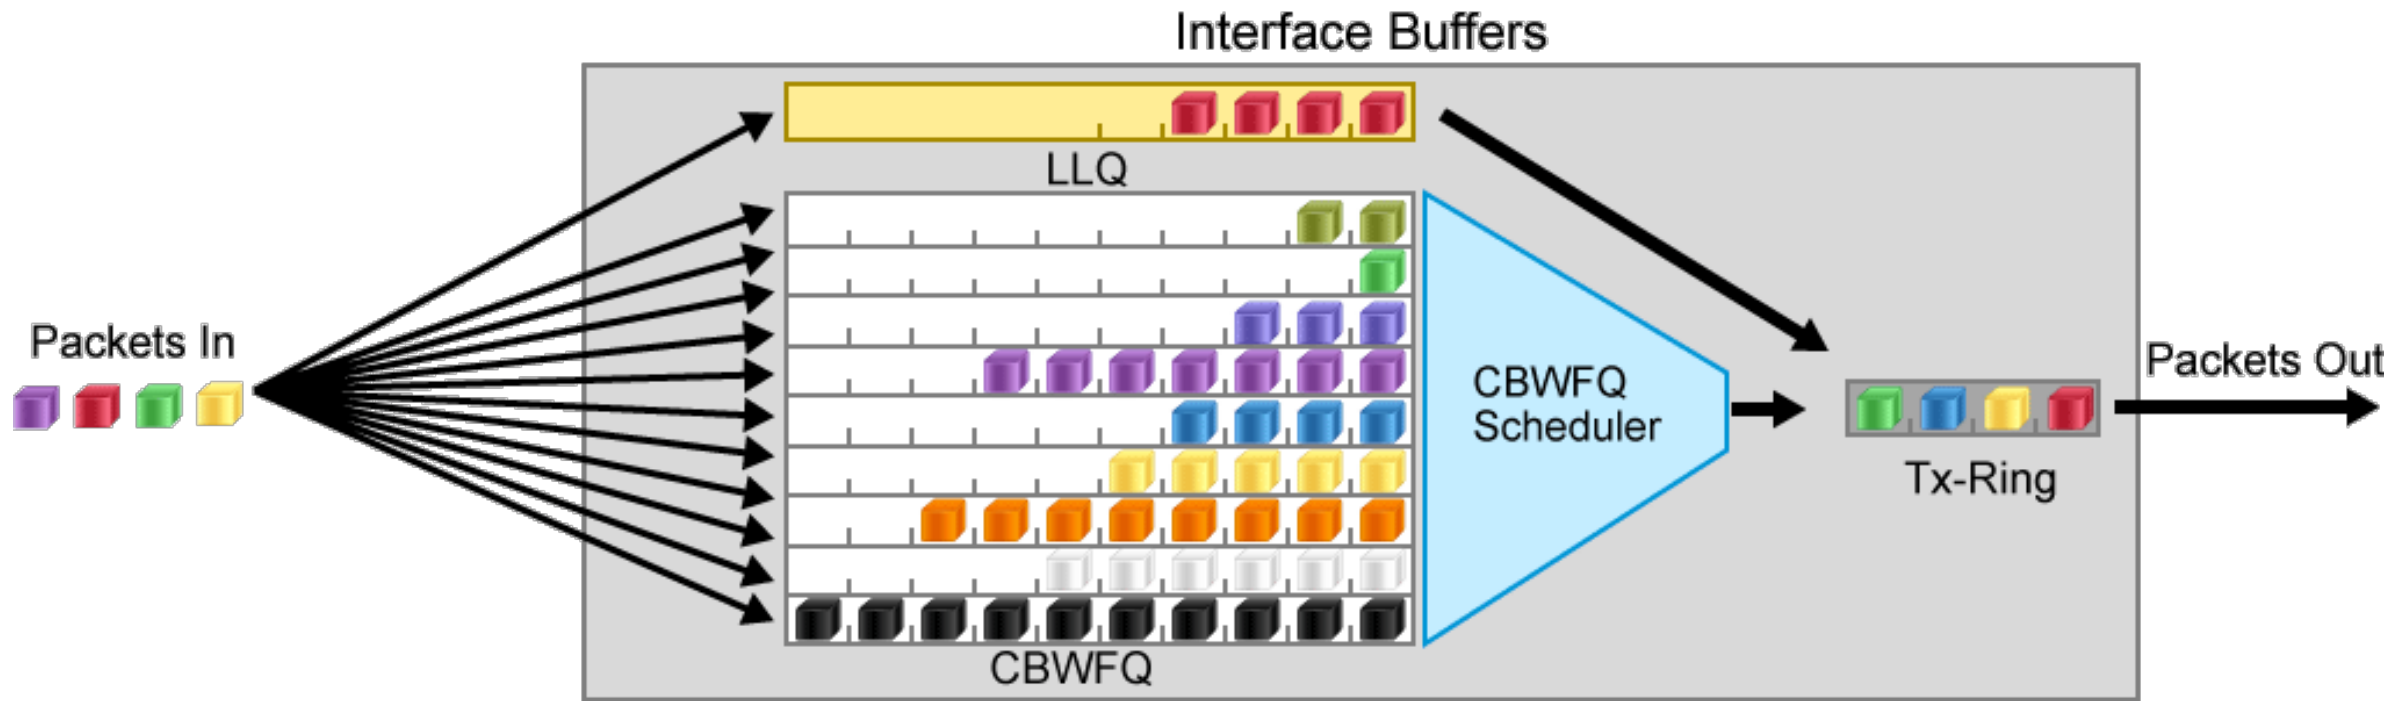 Interface Buffers
LLQ
Packets In
CBWFQ
Scheduler
Packets Out
Tx-Ring
CBWFQ